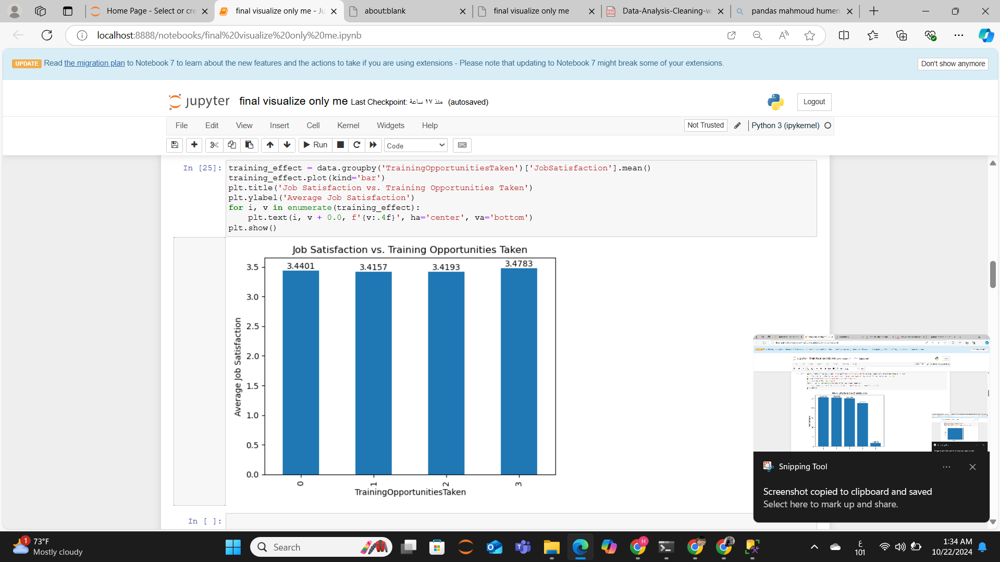 Home Page - Select or cre
final visualize only me - Ju
about:blank
final visualize only me
Data-Analysis-Cleaning-w
pandas mahmoud humen
localhost:8888/notebooks/final%20visualize%20only%20me.ipynb
UPDATE Read the migration plan to Notebook 7 to learn about the new features and the actions to take if you are using extensions - Please note that updating to Notebook 7 might break some of your extensions.
Don't show anymore
jupyter final visualize only me Last Checkpoint: منذ ١٧ ساعة (autosaved)
Logout
File Edit View Insert Cell Kernel Widgets Help
Not Trusted
Python 3 (ipykernel)
Run
Code
In [25]:
training_effect = data.groupby('TrainingOpportunitiesTaken')['JobSatisfaction'].mean()
training_effect.plot(kind='bar')
plt.title('Job Satisfaction vs. Training Opportunities Taken')
plt.ylabel('Average Job Satisfaction')
for i, v in enumerate(training_effect):
    plt.text(i, v + 0.0, f'{v:.4f}', ha='center', va='bottom')
plt.show()
Job Satisfaction vs. Training Opportunities Taken
3.4401 3.4157 3.4193 3.4783
3.5
3.0
2.5
2.0
1.5
1.0
0.5
0.0
Average Job Satisfaction
0 1 2 3
TrainingOpportunitiesTaken
In [ ]:
Work Life Balance Distribution
Snipping Tool
Screenshot copied to clipboard and saved
Select here to mark up and share.
1
73°F
Mostly cloudy
Search
H
ع
101
1:34 AM
10/22/2024